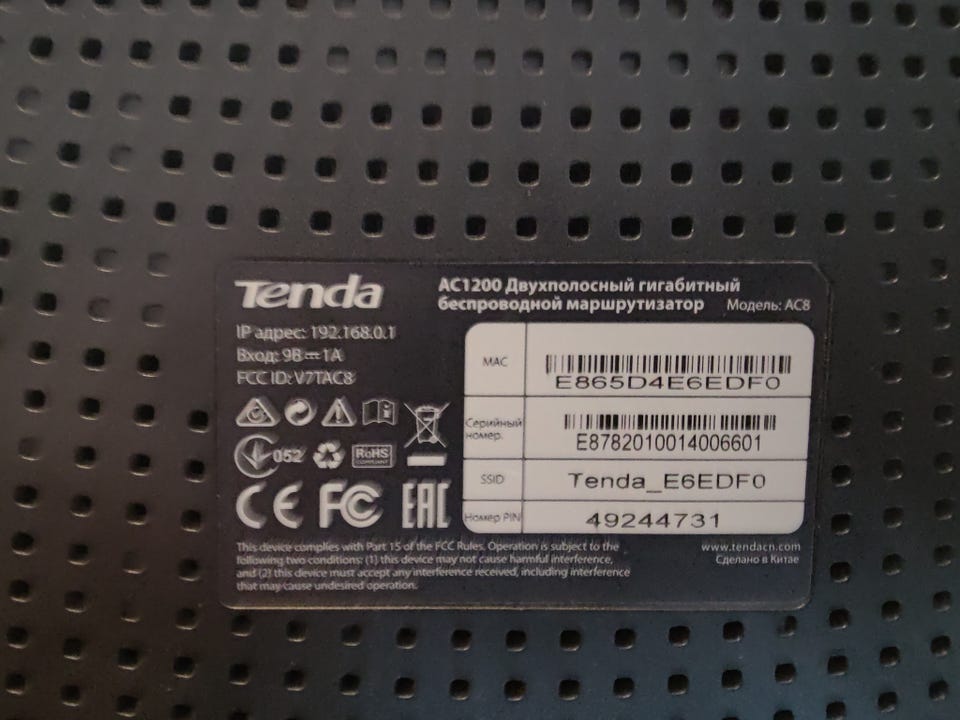 Tenda
AC1200 Двухполосный гигабитный
беспроводной маршрутизатор Модель: AC8
IP адрес: 192.168.0.1
Вход: 9В⎓1А
FCC ID: V7TAC8
052
RoHS
COMPLIANT
CE FC EAC
MAC
E865D4E6EDF0
Серийный
номер.
E8782010014006601
SSID
Tenda_E6EDF0
Номер PIN
49244731
This device complies with Part 15 of the FCC Rules. Operation is subject to the
following two conditions: (1) this device may not cause harmful interference,
and (2) this device must accept any interference received, including interference
that may cause undesired operation.
www.tendacn.com
Сделано в Китае